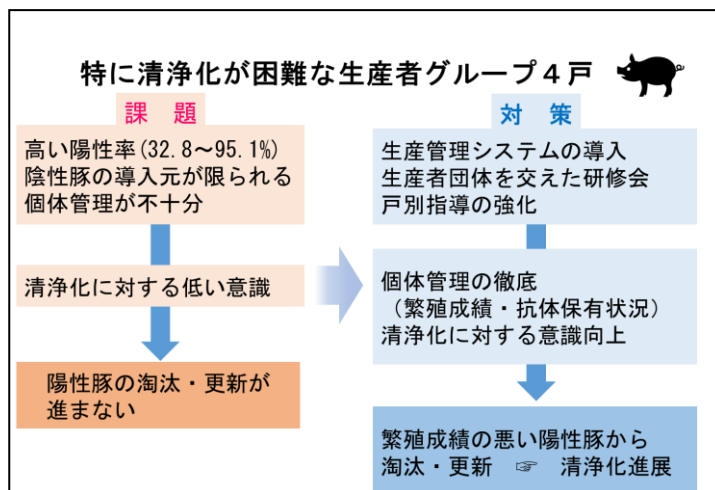 特に清浄化が困難な生産者グループ４戸
課　題
高い陽性率(32.8～95.1%)
陰性豚の導入元が限られる
個体管理が不十分
清浄化に対する低い意識
陽性豚の淘汰・更新が
進まない
対　策
生産管理システムの導入
生産者団体を交えた研修会
戸別指導の強化
個体管理の徹底
（繁殖成績・抗体保有状況）
清浄化に対する意識向上
繁殖成績の悪い陽性豚から
淘汰・更新　☞　清浄化進展